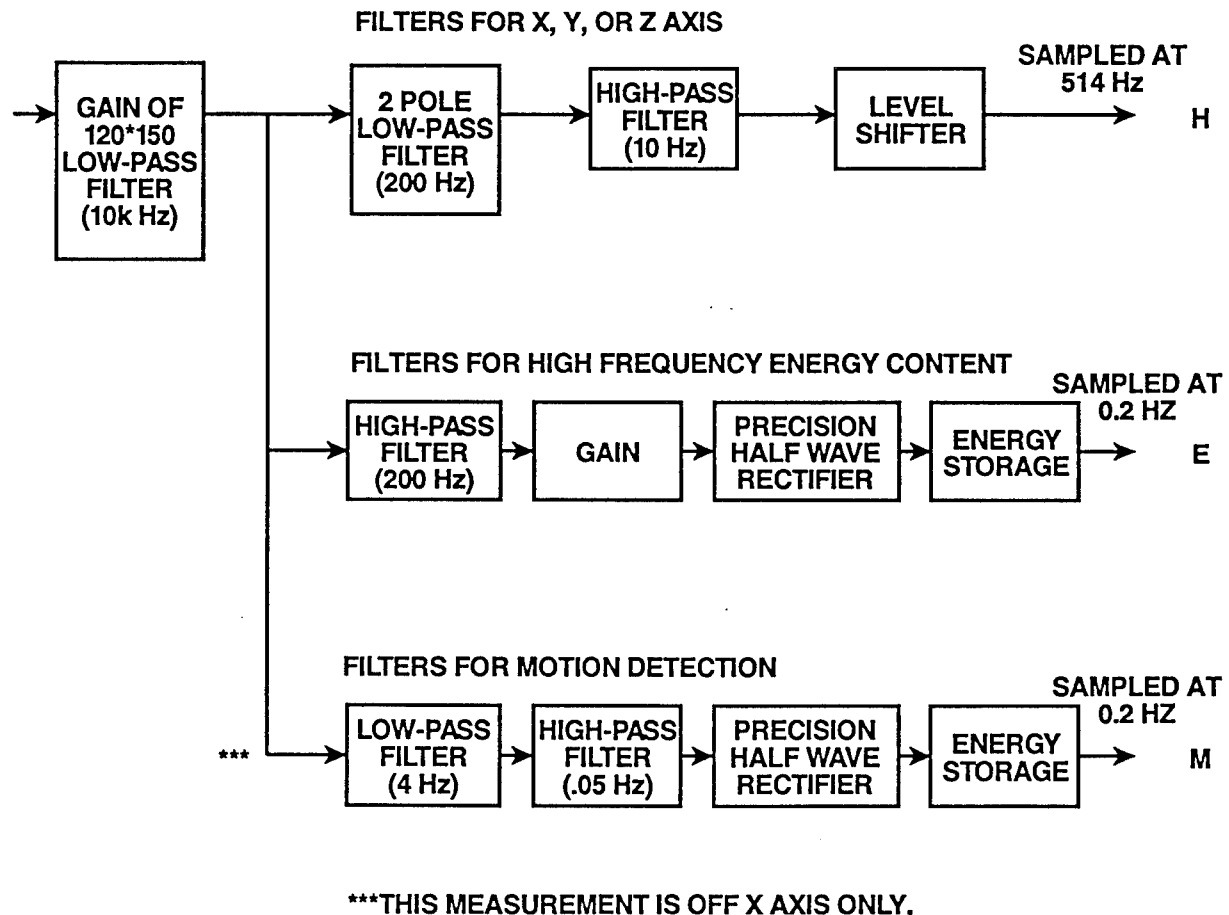 FILTERS FOR X, Y, OR Z AXIS
GAIN OF
120*150
LOW-PASS
FILTER
(10k Hz)
2 POLE
LOW-PASS
FILTER
(200 Hz)
HIGH-PASS
FILTER
(10 Hz)
LEVEL
SHIFTER
SAMPLED AT
514 Hz
H
FILTERS FOR HIGH FREQUENCY ENERGY CONTENT
HIGH-PASS
FILTER
(200 Hz)
GAIN
PRECISION
HALF WAVE
RECTIFIER
ENERGY
STORAGE
SAMPLED AT
0.2 HZ
E
FILTERS FOR MOTION DETECTION
***
LOW-PASS
FILTER
(4 Hz)
HIGH-PASS
FILTER
(.05 Hz)
PRECISION
HALF WAVE
RECTIFIER
ENERGY
STORAGE
SAMPLED AT
0.2 HZ
M
***THIS MEASUREMENT IS OFF X AXIS ONLY.